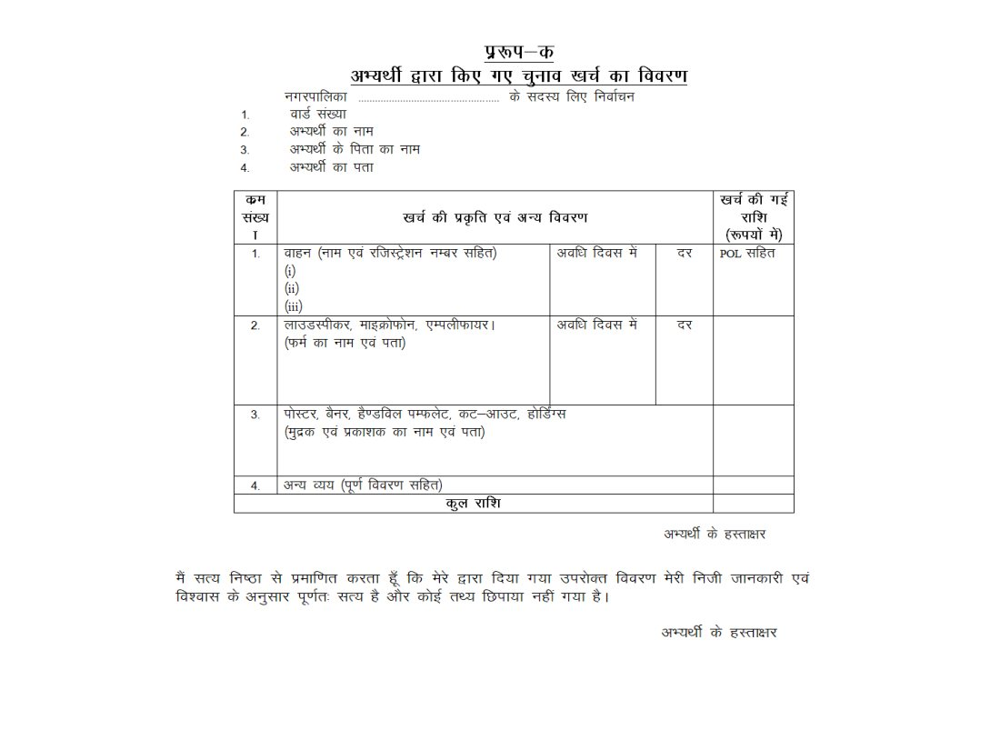 प्ररूप–क
अभ्यर्थी द्वारा किए गए चुनाव खर्च का विवरण
नगरपालिका .................................................... के सदस्य लिए निर्वाचन
1. वार्ड संख्या
2. अभ्यर्थी का नाम
3. अभ्यर्थी के पिता का नाम
4. अभ्यर्थी का पता
कम संख्या
खर्च की प्रकृति एवं अन्य विवरण
खर्च की गई राशि (रूपयों में)
1. वाहन (नाम एवं रजिस्ट्रेशन नम्बर सहित) अवधि दिवस में दर POL सहित
(i)
(ii)
(iii)
2. लाउडस्पीकर, माइक्रोफोन, एम्पलीफायर। अवधि दिवस में दर
(फर्म का नाम एवं पता)
3. पोस्टर, बैनर, हैण्डविल पम्फलेट, कट–आउट, होर्डिंग्स
(मुद्रक एवं प्रकाशक का नाम एवं पता)
4. अन्य व्यय (पूर्ण विवरण सहित)
कुल राशि
अभ्यर्थी के हस्ताक्षर
मैं सत्य निष्ठा से प्रमाणित करता हूँ कि मेरे द्वारा दिया गया उपरोक्त विवरण मेरी निजी जानकारी एवं
विश्वास के अनुसार पूर्णतः सत्य है और कोई तथ्य छिपाया नहीं गया है।
अभ्यर्थी के हस्ताक्षर